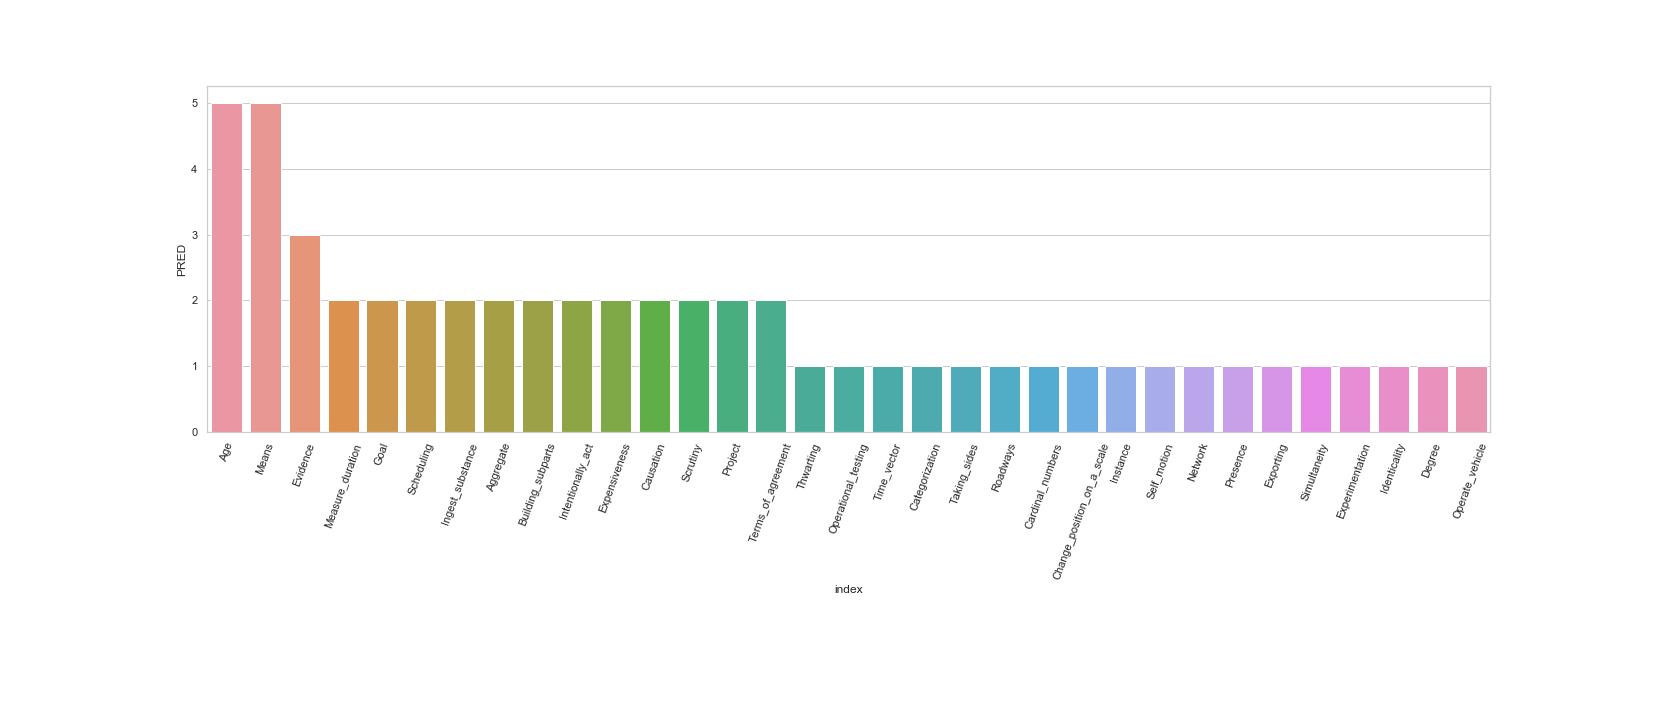 5
4
3
2
1
0
PRED
Age
Means
Evidence
Measure_duration
Goal
Scheduling
Ingest_substance
Aggregate
Building_subparts
Intentionally_act
Expensiveness
Causation
Scrutiny
Project
Terms_of_agreement
Thwarting
Operational_testing
Time_vector
Categorization
Taking_sides
Roadways
Cardinal_numbers
Change_position_on_a_scale
Instance
Self_motion
Network
Presence
Exporting
Simultaneity
Experimentation
Identicality
Degree
Operate_vehicle
index